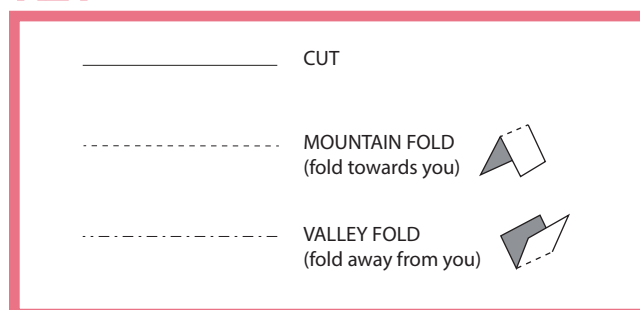 CUT
MOUNTAIN FOLD
(fold towards you)
VALLEY FOLD
(fold away from you)